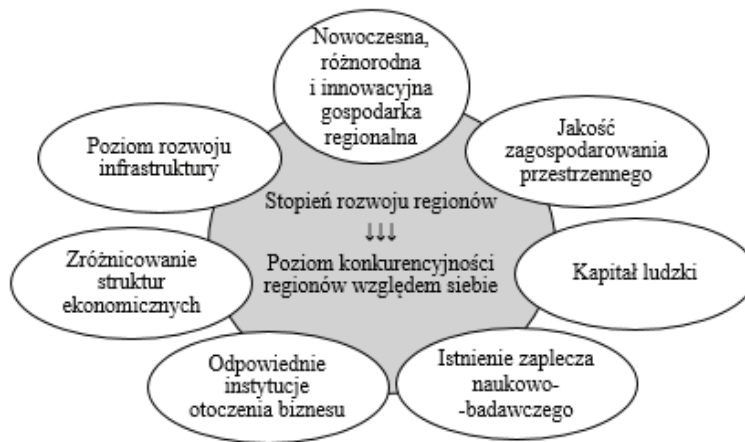 Nowoczesna,
różnorodna
i innowacyjna
gospodarka
regionalna
Jakość
zagospodarowania
przestrzennego
Kapitał ludzki
Istnienie zaplecza
naukowo-
-badawczego
Odpowiednie
instytucje
otoczenia biznesu
Zróżnicowanie
struktur
ekonomicznych
Poziom rozwoju
infrastruktury
Stopień rozwoju regionów
↓↓↓
Poziom konkurencyjności
regionów względem siebie